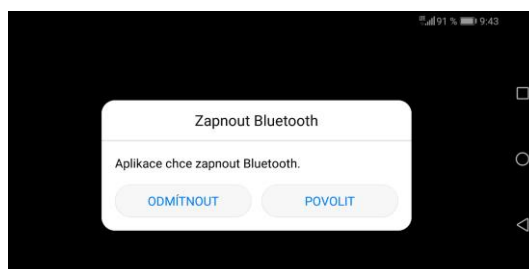 91 % 9:43
Zapnout Bluetooth
Aplikace chce zapnout Bluetooth.
ODMÍTNOUT POVOLIT